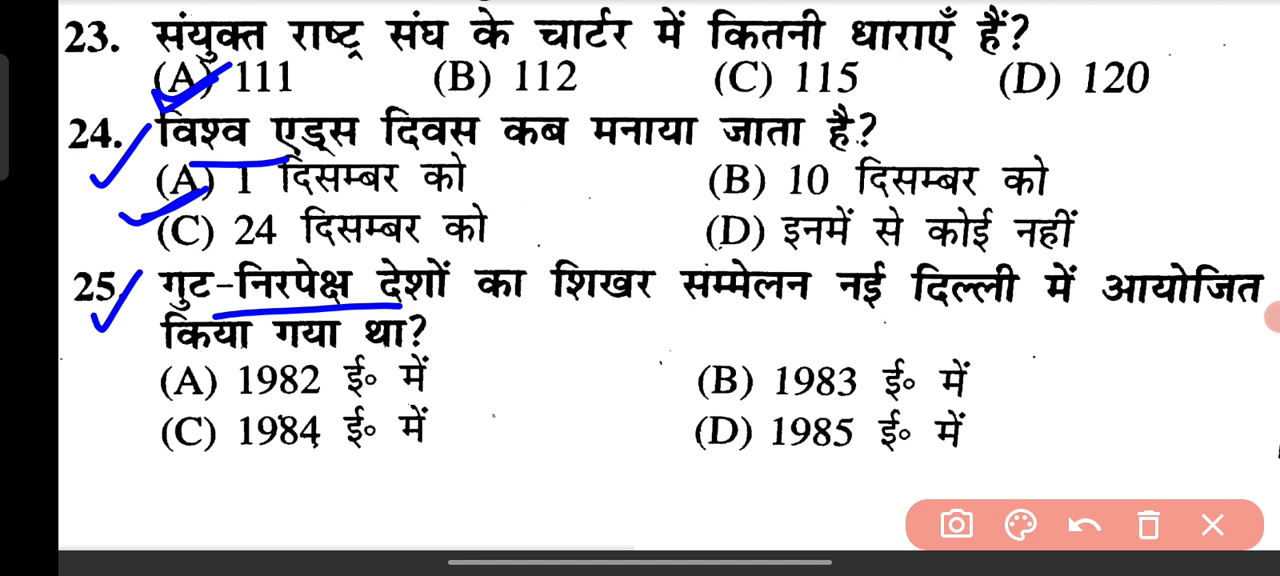 23. संयुक्त राष्ट्र संघ के चार्टर में कितनी धाराएँ हैं?
(A) 111 (B) 112 (C) 115 (D) 120
24. विश्व एड्स दिवस कब मनाया जाता है?
(A) 1 दिसम्बर को (B) 10 दिसम्बर को
(C) 24 दिसम्बर को (D) इनमें से कोई नहीं
25. गुट-निरपेक्ष देशों का शिखर सम्मेलन नई दिल्ली में आयोजित
किया गया था?
(A) 1982 ई० में (B) 1983 ई० में
(C) 1984 ई० में (D) 1985 ई० में